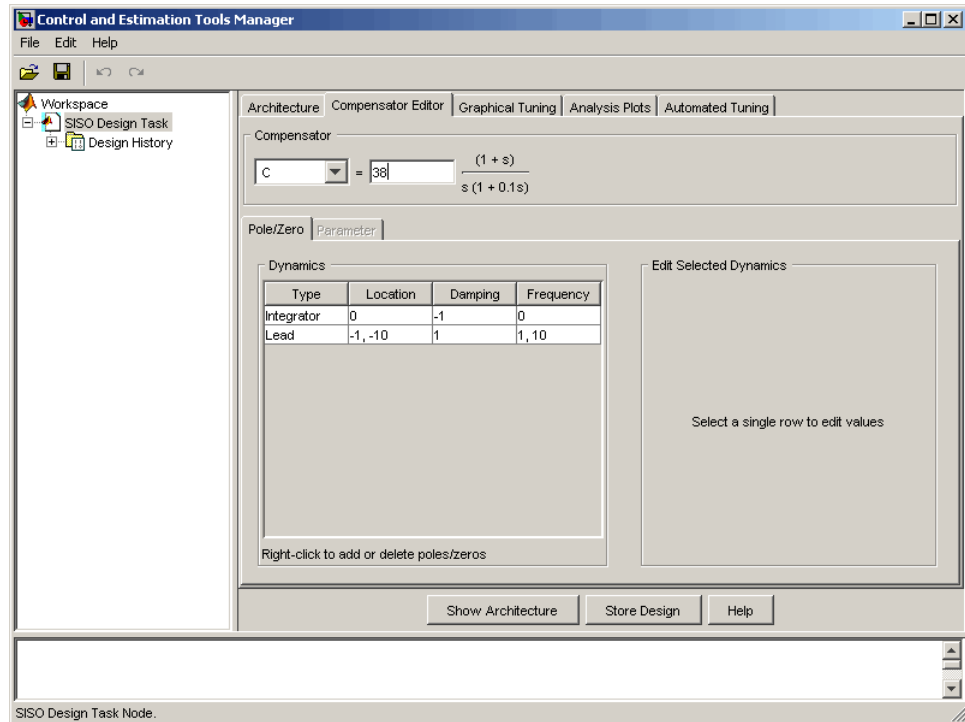 Control and Estimation Tools Manager
File Edit Help
Workspace
SISO Design Task
Design History
Architecture Compensator Editor Graphical Tuning Analysis Plots Automated Tuning
Compensator
C = 38 (1 + s)
s (1 + 0.1s)
Pole/Zero Parameter
Dynamics
Type Location Damping Frequency
Integrator 0 -1 0
Lead -1, -10 1 1, 10
Right-click to add or delete poles/zeros
Edit Selected Dynamics
Select a single row to edit values
Show Architecture Store Design Help
SISO Design Task Node.